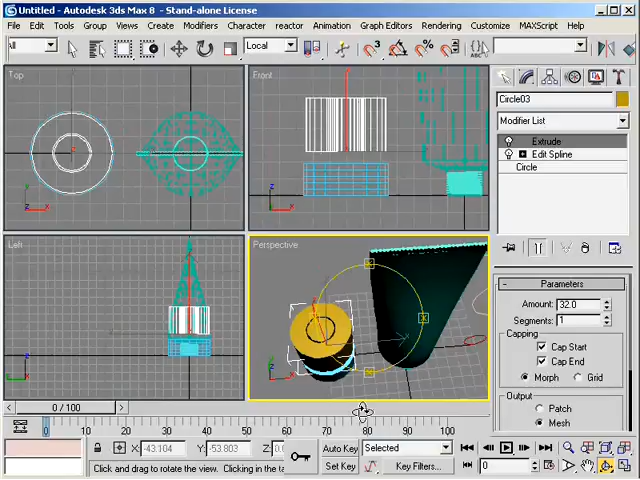 Untitled - Autodesk 3ds Max 8 - Stand-alone License
File Edit Tools Group Views Create Modifiers Character reactor Animation Graph Editors Rendering Customize MAXScript Help
All
Local
Top
Front
Left
Perspective
Circle03
Modifier List
Extrude
Edit Spline
Circle
Parameters
Amount: 32.0
Segments: 1
Capping
Cap Start
Cap End
Morph Grid
Output
Patch
Mesh
0 / 100
0 10 20 30 40 50 60 70 80 90 100
X: -43.104 Y: -53.803 Z: 0.
Auto Key Selected
Click and drag to rotate the view. Clicking in the ta
Set Key Key Filters... 0